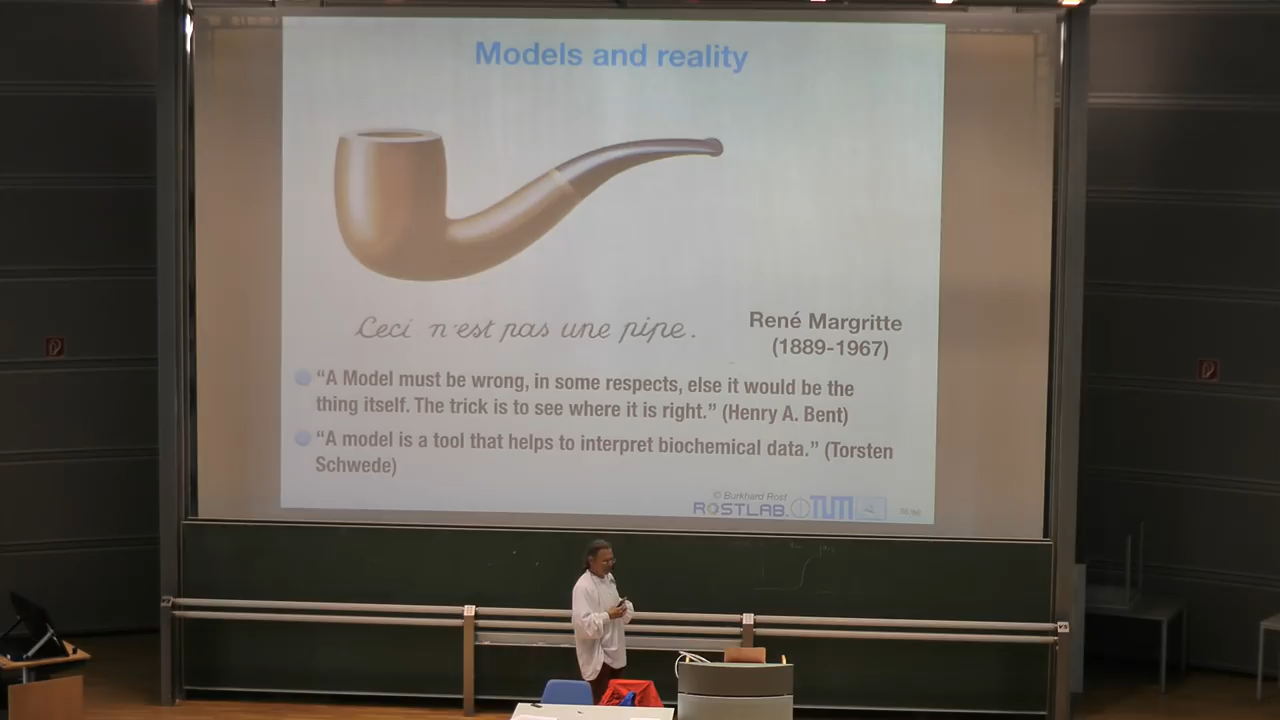 Models and reality
Ceci n'est pas une pipe.
René Margritte
(1889-1967)
“A Model must be wrong, in some respects, else it would be the
thing itself. The trick is to see where it is right.” (Henry A. Bent)
“A model is a tool that helps to interpret biochemical data.” (Torsten
Schwede)
© Burkhard Rost
ROSTLAB
TUM